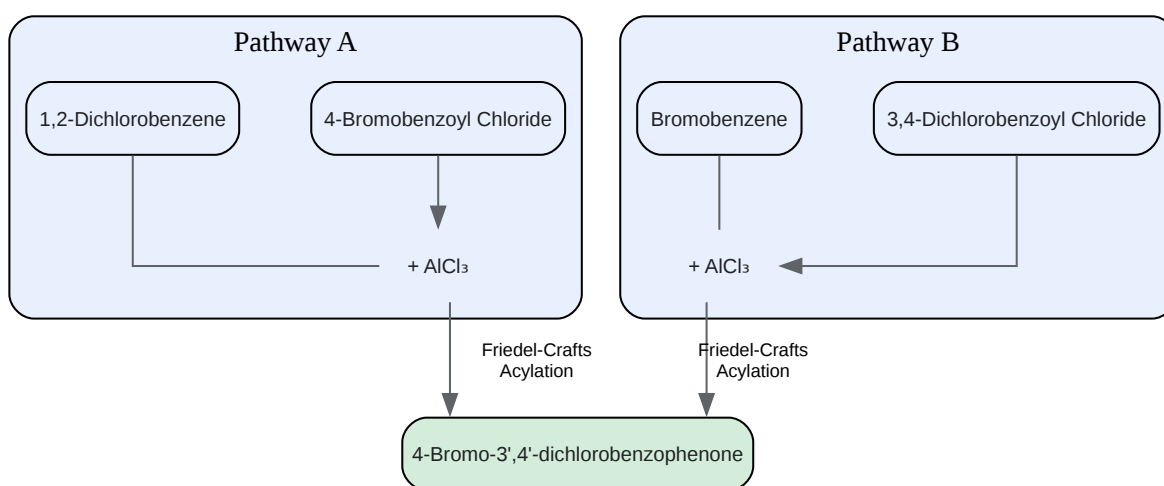 Pathway A
Pathway B
1,2-Dichlorobenzene
4-Bromobenzoyl Chloride
Bromobenzene
3,4-Dichlorobenzoyl Chloride
+ AlCl₃
+ AlCl₃
Friedel-Crafts
Acylation
Friedel-Crafts
Acylation
4-Bromo-3',4'-dichlorobenzophenone